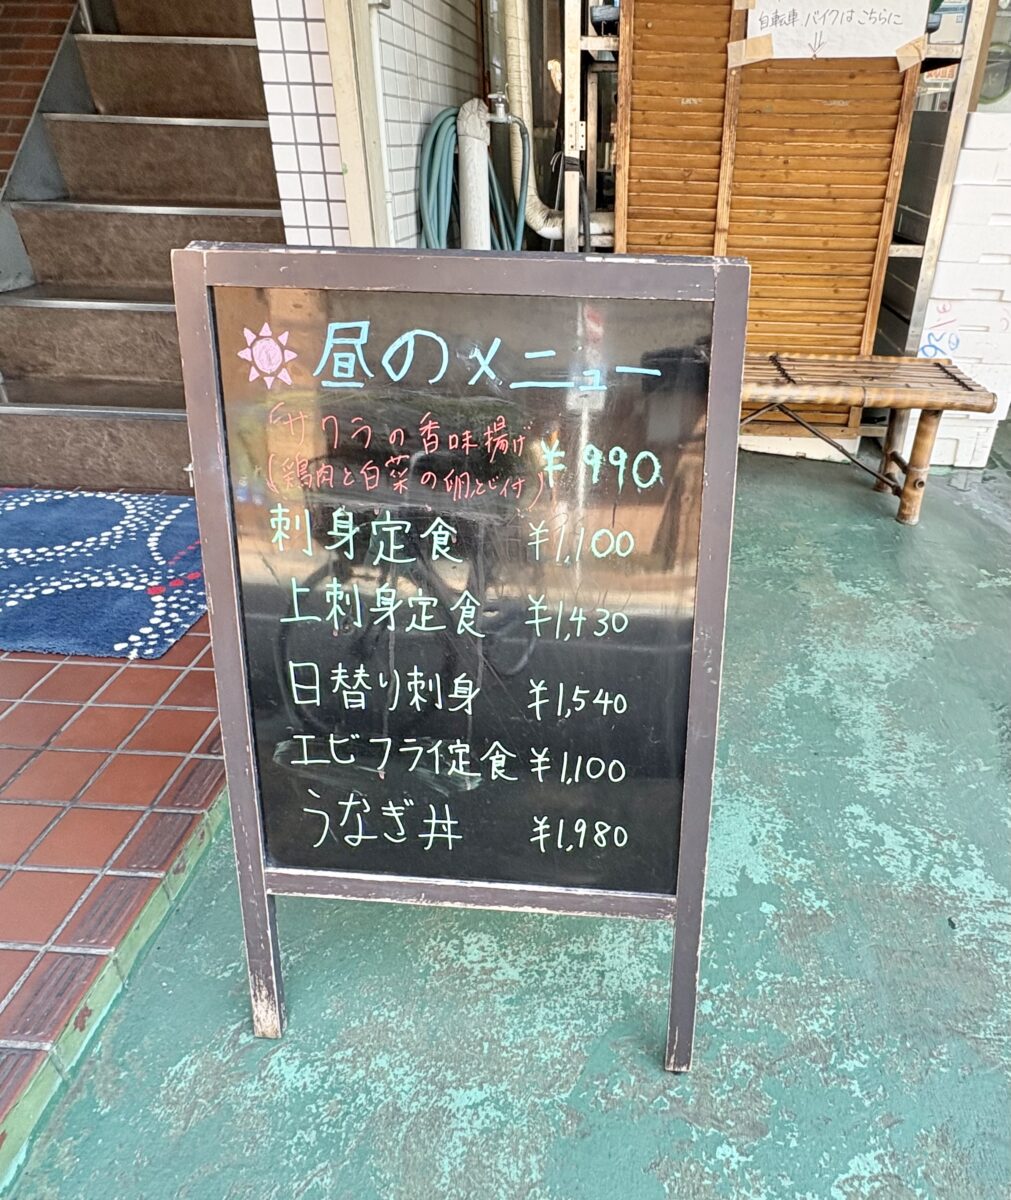 自転車 バイクはこちらに
↓
昼のメニュー
サワラの香味揚げ
(鶏肉と白菜の卵とじ付) ¥990
刺身定食 ¥1,100
上刺身定食 ¥1,430
日替り刺身 ¥1,540
エビフライ定食 ¥1,100
うなぎ丼 ¥1,980